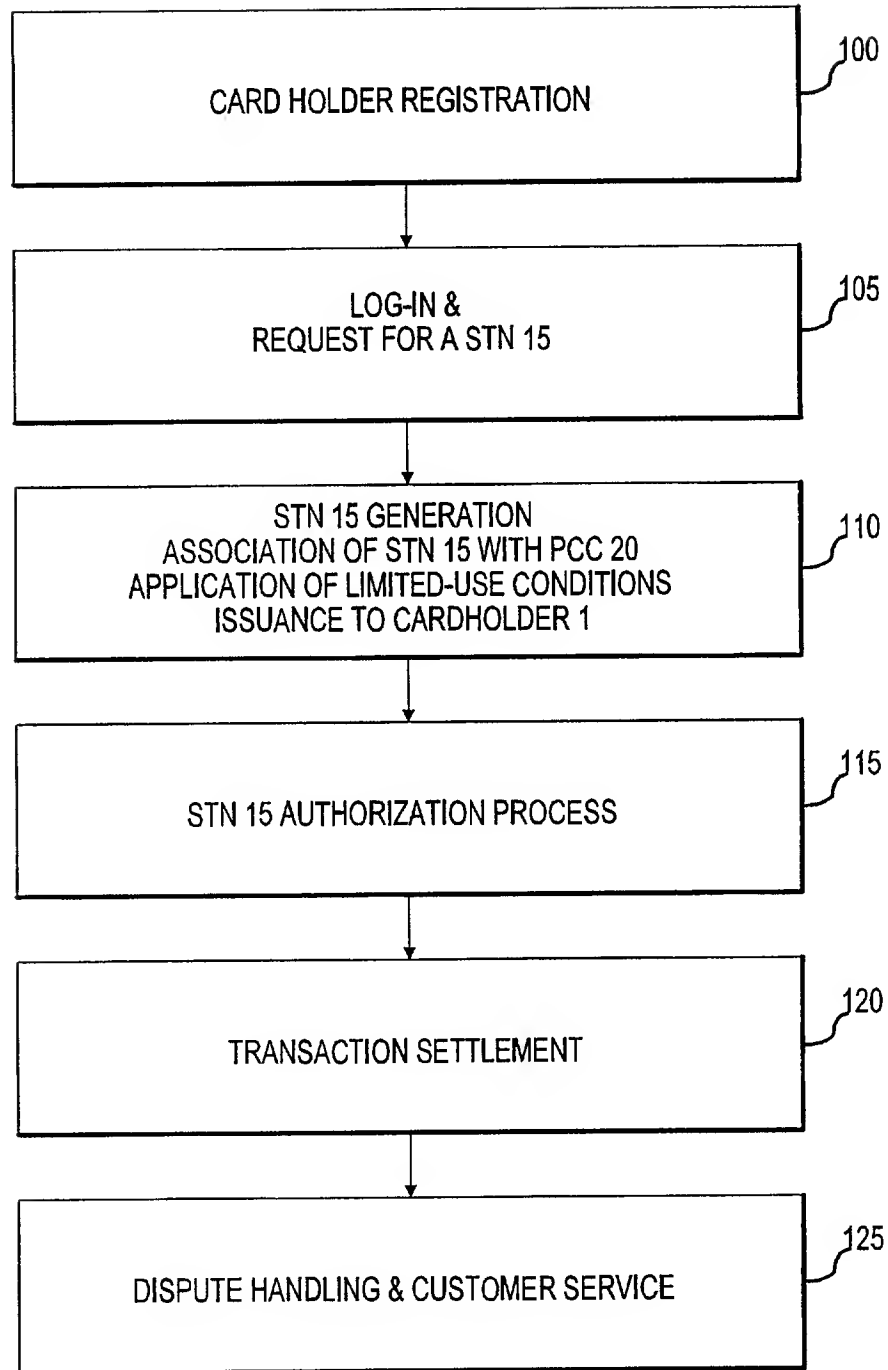 CARD HOLDER REGISTRATION
100
LOG-IN &
REQUEST FOR A STN 15
105
STN 15 GENERATION
ASSOCIATION OF STN 15 WITH PCC 20
APPLICATION OF LIMITED-USE CONDITIONS
ISSUANCE TO CARDHOLDER 1
110
STN 15 AUTHORIZATION PROCESS
115
TRANSACTION SETTLEMENT
120
DISPUTE HANDLING & CUSTOMER SERVICE
125